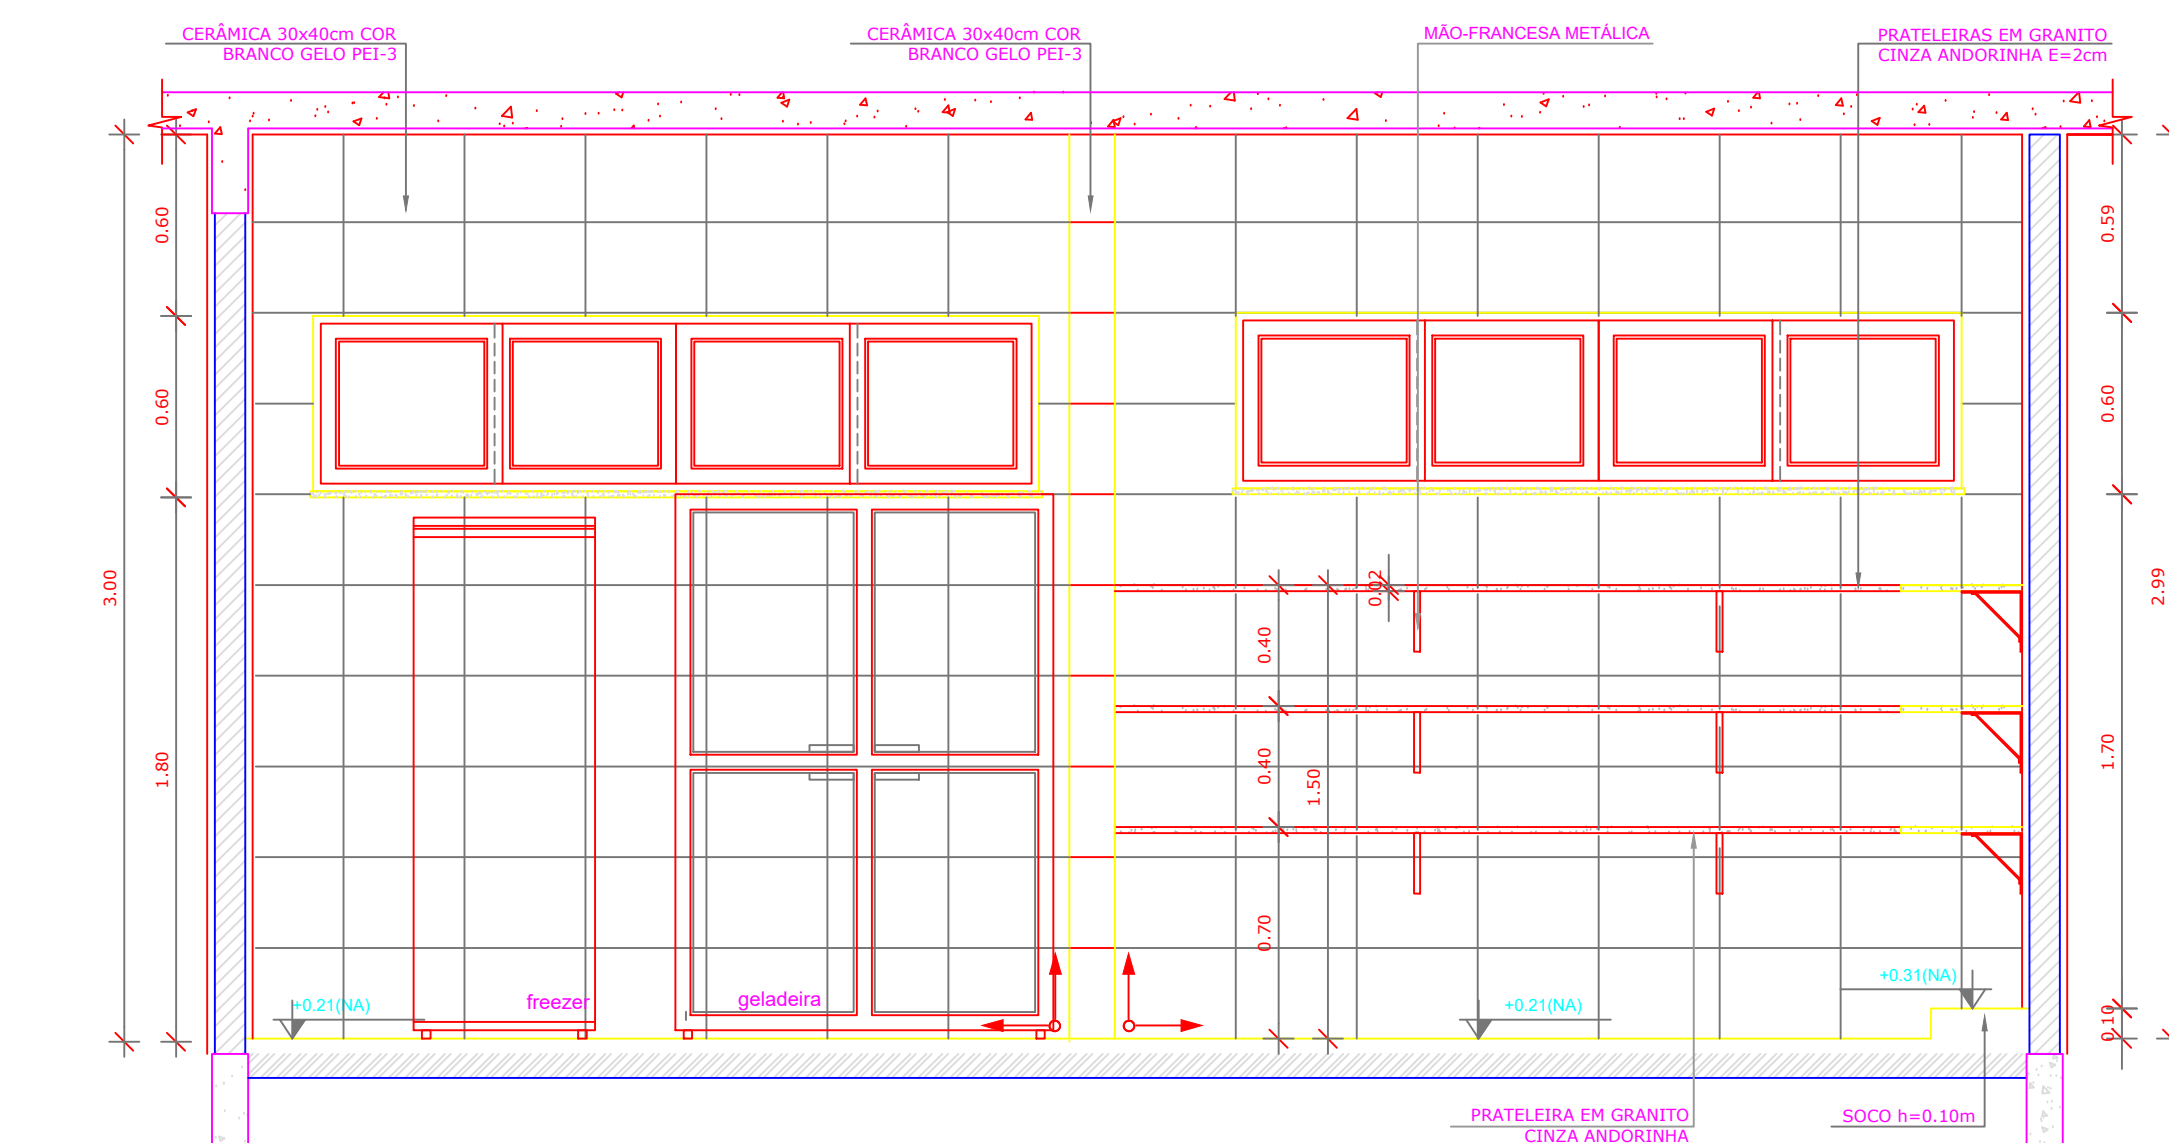 CERÂMICA 30x40cm COR
BRANCO GELO PEI-3
CERÂMICA 30x40cm COR
BRANCO GELO PEI-3
MÃO-FRANCESA METÁLICA
PRATELEIRAS EM GRANITO
CINZA ANDORINHA E=2cm
0.60
0.59
0.60
0.60
3.00
0.02
2.99
0.40
1.80
0.40
1.50
1.70
0.70
+0.21(NA)
freezer
geladeira
+0.21(NA)
+0.31(NA)
0.10
PRATELEIRA EM GRANITO
CINZA ANDORINHA
SOCO h=0.10m